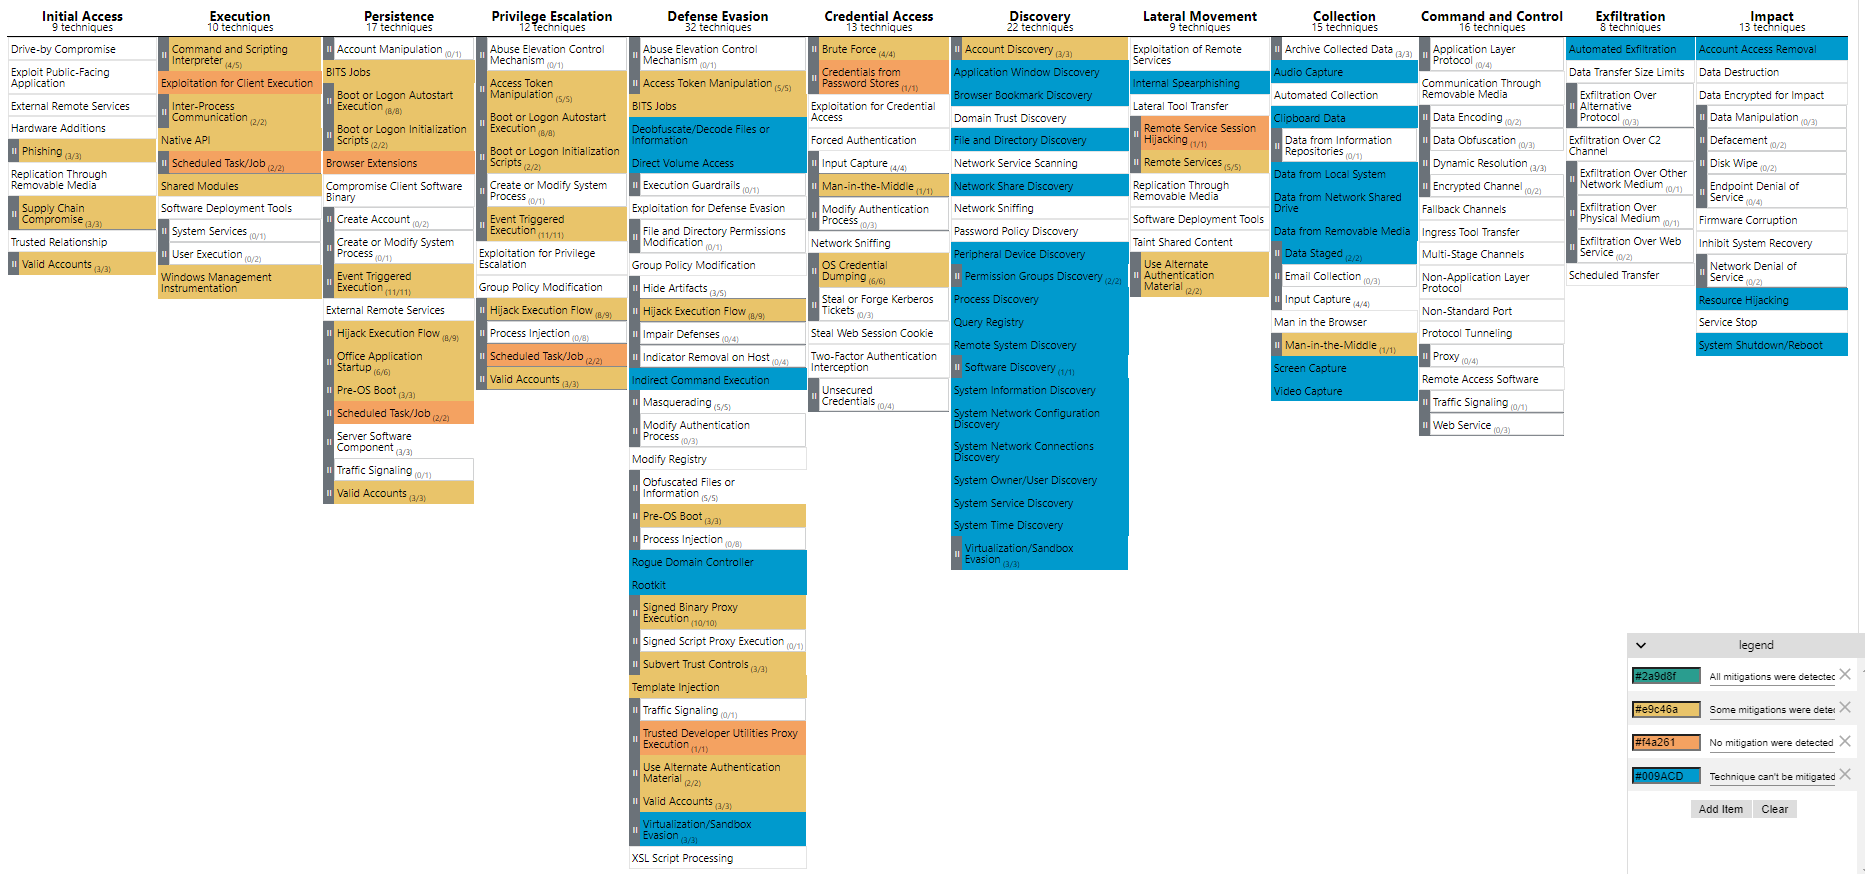 Initial Access
9 techniques
Drive-by Compromise
Exploit Public-Facing
Application
External Remote Services
Hardware Additions
Phishing (3/3)
Replication Through
Removable Media
Supply Chain
Compromise (3/3)
Trusted Relationship
Valid Accounts (3/3)
Execution
10 techniques
Command and Scripting
Interpreter (4/5)
Exploitation for Client Execution
Inter-Process
Communication (2/2)
Native API
Scheduled Task/Job (2/2)
Shared Modules
Software Deployment Tools
System Services (0/1)
User Execution (0/2)
Windows Management
Instrumentation
Persistence
17 techniques
Account Manipulation (0/1)
BITS Jobs
Boot or Logon Autostart
Execution (8/8)
Boot or Logon Initialization
Scripts (2/2)
Browser Extensions
Compromise Client Software
Binary
Create Account (0/2)
Create or Modify System
Process (0/1)
Event Triggered
Execution (11/11)
External Remote Services
Hijack Execution Flow (8/9)
Office Application
Startup (6/6)
Pre-OS Boot (3/3)
Scheduled Task/Job (2/2)
Server Software
Component (3/3)
Traffic Signaling (0/1)
Valid Accounts (3/3)
Privilege Escalation
12 techniques
Abuse Elevation Control
Mechanism (0/1)
Access Token
Manipulation (5/5)
Boot or Logon Autostart
Execution (8/8)
Boot or Logon Initialization
Scripts (2/2)
Create or Modify System
Process (0/1)
Event Triggered
Execution (11/11)
Exploitation for Privilege
Escalation
Group Policy Modification
Hijack Execution Flow (8/9)
Process Injection (0/8)
Scheduled Task/Job (2/2)
Valid Accounts (3/3)
Defense Evasion
32 techniques
Abuse Elevation Control
Mechanism (0/1)
Access Token Manipulation (5/5)
BITS Jobs
Deobfuscate/Decode Files or
Information
Direct Volume Access
Execution Guardrails (0/1)
Exploitation for Defense Evasion
File and Directory Permissions
Modification (0/1)
Group Policy Modification
Hide Artifacts (3/5)
Hijack Execution Flow (8/9)
Impair Defenses (0/4)
Indicator Removal on Host (0/4)
Indirect Command Execution
Masquerading (5/5)
Modify Authentication
Process (0/3)
Modify Registry
Obfuscated Files or
Information (5/5)
Pre-OS Boot (3/3)
Process Injection (0/8)
Rogue Domain Controller
Rootkit
Signed Binary Proxy
Execution (10/10)
Signed Script Proxy Execution (0/1)
Subvert Trust Controls (3/3)
Template Injection
Traffic Signaling (0/1)
Trusted Developer Utilities Proxy
Execution (1/1)
Use Alternate Authentication
Material (2/2)
Valid Accounts (3/3)
Virtualization/Sandbox
Evasion (3/3)
XSL Script Processing
Credential Access
13 techniques
Brute Force (4/4)
Credentials from
Password Stores (1/1)
Exploitation for Credential
Access
Forced Authentication
Input Capture (4/4)
Man-in-the-Middle (1/1)
Modify Authentication
Process (0/3)
Network Sniffing
OS Credential
Dumping (6/6)
Steal or Forge Kerberos
Tickets (0/3)
Steal Web Session Cookie
Two-Factor Authentication
Interception
Unsecured
Credentials (0/4)
Discovery
22 techniques
Account Discovery (3/3)
Application Window Discovery
Browser Bookmark Discovery
Domain Trust Discovery
File and Directory Discovery
Network Service Scanning
Network Share Discovery
Network Sniffing
Password Policy Discovery
Peripheral Device Discovery
Permission Groups Discovery (2/2)
Process Discovery
Query Registry
Remote System Discovery
Software Discovery (1/1)
System Information Discovery
System Network Configuration
Discovery
System Network Connections
Discovery
System Owner/User Discovery
System Service Discovery
System Time Discovery
Virtualization/Sandbox
Evasion (3/3)
Lateral Movement
9 techniques
Exploitation of Remote
Services
Internal Spearphishing
Lateral Tool Transfer
Remote Service Session
Hijacking (1/1)
Remote Services (5/5)
Replication Through
Removable Media
Software Deployment Tools
Taint Shared Content
Use Alternate
Authentication
Material (2/2)
Collection
15 techniques
Archive Collected Data (3/3)
Audio Capture
Automated Collection
Clipboard Data
Data from Information
Repositories (0/1)
Data from Local System
Data from Network Shared
Drive
Data from Removable Media
Data Staged (2/2)
Email Collection (0/3)
Input Capture (4/4)
Man in the Browser
Man-in-the-Middle (1/1)
Screen Capture
Video Capture
Command and Control
16 techniques
Application Layer
Protocol (0/4)
Communication Through
Removable Media
Data Encoding (0/2)
Data Obfuscation (0/3)
Dynamic Resolution (3/3)
Encrypted Channel (0/2)
Fallback Channels
Ingress Tool Transfer
Multi-Stage Channels
Non-Application Layer
Protocol
Non-Standard Port
Protocol Tunneling
Proxy (0/4)
Remote Access Software
Traffic Signaling (0/1)
Web Service (0/3)
Exfiltration
8 techniques
Automated Exfiltration
Data Transfer Size Limits
Exfiltration Over
Alternative
Protocol (0/3)
Exfiltration Over C2
Channel
Exfiltration Over Other
Network Medium (0/1)
Exfiltration Over
Physical Medium (0/1)
Exfiltration Over Web
Service (0/2)
Scheduled Transfer
Impact
13 techniques
Account Access Removal
Data Destruction
Data Encrypted for Impact
Data Manipulation (0/3)
Defacement (0/2)
Disk Wipe (0/2)
Endpoint Denial of
Service (0/4)
Firmware Corruption
Inhibit System Recovery
Network Denial of
Service (0/2)
Resource Hijacking
Service Stop
System Shutdown/Reboot
legend
#2a9d8f All mitigations were detected
#e9c46a Some mitigations were dete
#f4a261 No mitigation were detected
#009ACD Technique can't be mitigated
Add Item Clear